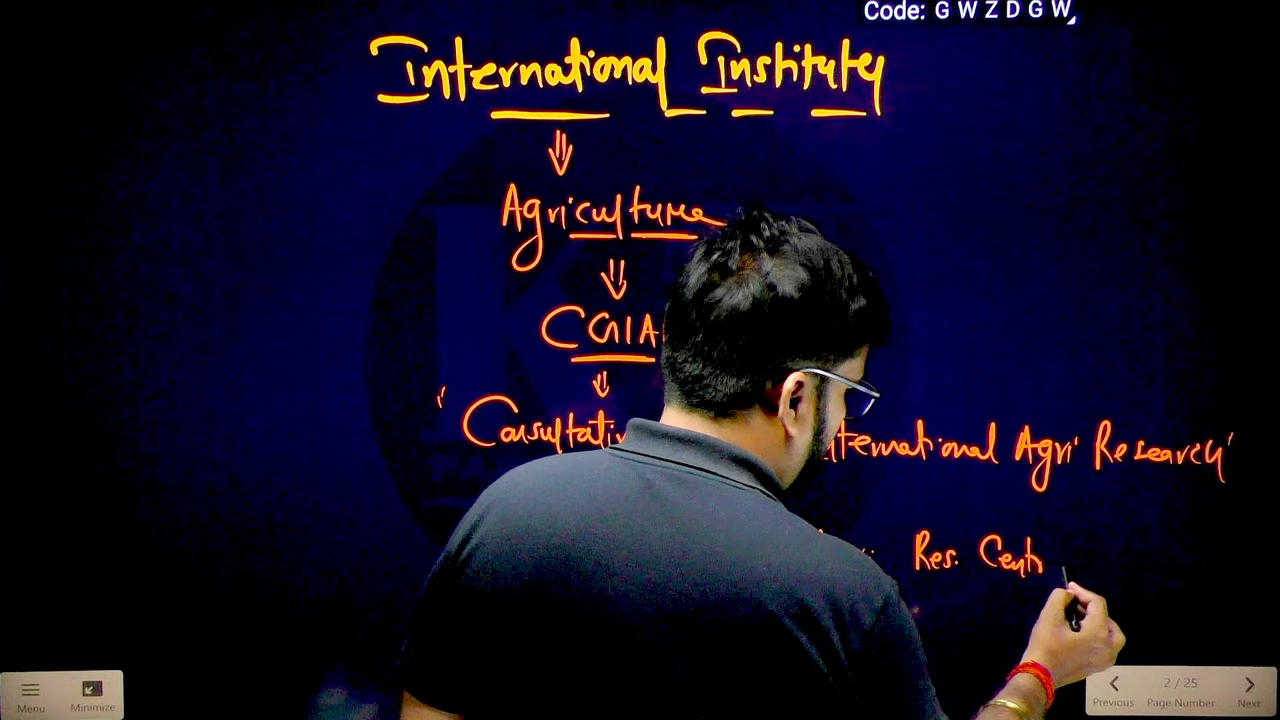 Code: G W Z D G W
International Institute
Agriculture
CGIA
"Consultati
ternational Agri Research"
Res. Centr
Menu
Minimize
Previous
2 / 25
Page Number
Next